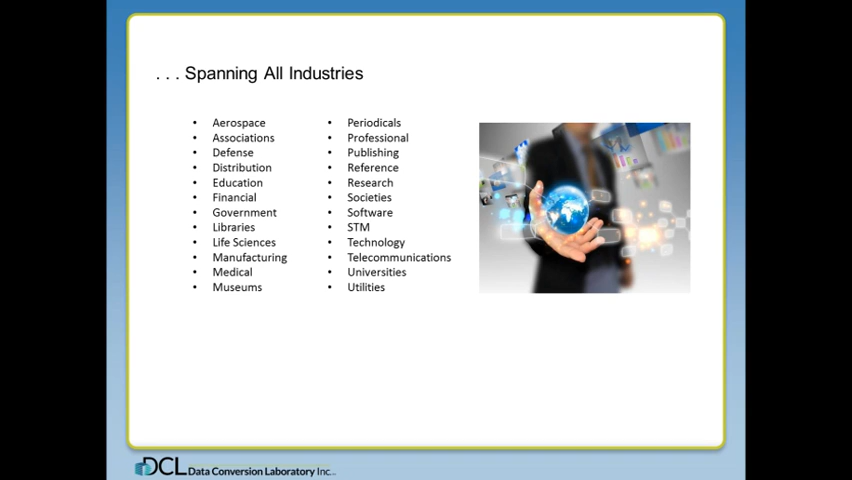 . . . Spanning All Industries
• Aerospace
• Associations
• Defense
• Distribution
• Education
• Financial
• Government
• Libraries
• Life Sciences
• Manufacturing
• Medical
• Museums
• Periodicals
• Professional
• Publishing
• Reference
• Research
• Societies
• Software
• STM
• Technology
• Telecommunications
• Universities
• Utilities
DCL Data Conversion Laboratory Inc.